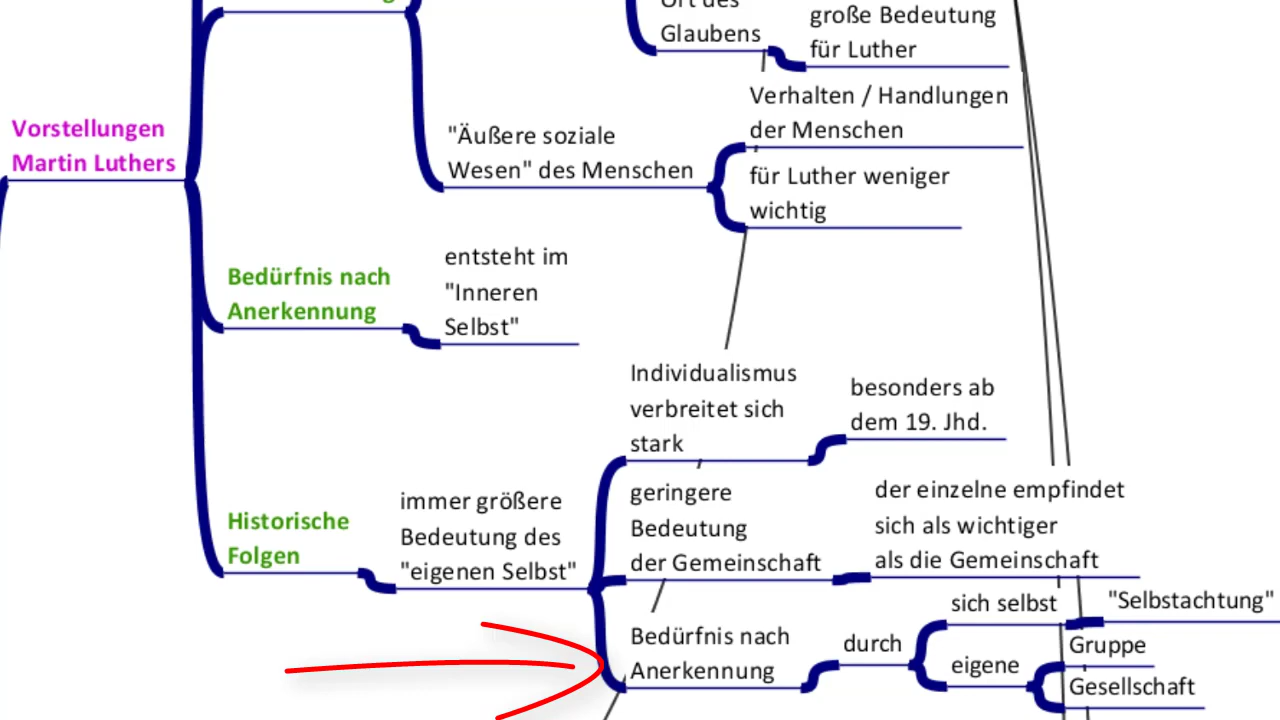 Ort des
Glaubens
große Bedeutung
für Luther
Vorstellungen
Martin Luthers
"Äußere soziale
Wesen" des Menschen
Verhalten / Handlungen
der Menschen
für Luther weniger
wichtig
Bedürfnis nach
Anerkennung
entsteht im
"Inneren
Selbst"
Historische
Folgen
immer größere
Bedeutung des
"eigenen Selbst"
Individualismus
verbreitet sich
stark
besonders ab
dem 19. Jhd.
geringere
Bedeutung
der Gemeinschaft
der einzelne empfindet
sich als wichtiger
als die Gemeinschaft
Bedürfnis nach
Anerkennung
durch
sich selbst
"Selbstachtung"
eigene
Gruppe
Gesellschaft